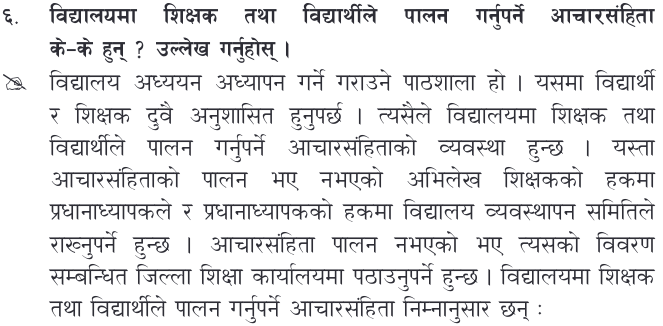 ६. विद्यालयमा शिक्षक तथा विद्यार्थीले पालन गर्नुपर्ने आचारसंहिता
के-के हुन् ? उल्लेख गर्नुहोस् ।
विद्यालय अध्ययन अध्यापन गर्ने गराउने पाठशाला हो । यसमा विद्यार्थी
र शिक्षक दुवै अनुशासित हुनुपर्छ । त्यसैले विद्यालयमा शिक्षक तथा
विद्यार्थीले पालन गर्नुपर्ने आचारसंहिताको व्यवस्था हुन्छ । यस्ता
आचारसंहिताको पालन भए नभएको अभिलेख शिक्षकको हकमा
प्रधानाध्यापकले र प्रधानाध्यापकको हकमा विद्यालय व्यवस्थापन समितिले
राख्नुपर्ने हुन्छ । आचारसंहिता पालन नभएको भए त्यसको विवरण
सम्बन्धित जिल्ला शिक्षा कार्यालयमा पठाउनुपर्ने हुन्छ । विद्यालयमा शिक्षक
तथा विद्यार्थीले पालन गर्नुपर्ने आचारसंहिता निम्नानुसार छन् :